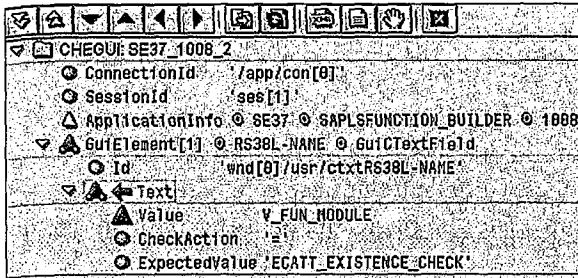 CHEGUI: SE37_1008_2
ConnectionId '/app/con[0]'
SessionId 'ses[1]'
ApplicationInfo SE37 SAPLSFUNCTION_BUILDER 1008
GuiElement[1] RS38L-NAME GuiCTextField
Id 'wnd[0]/usr/ctxtRS38L-NAME'
Text
Value V_FUN_MODULE
CheckAction '='
ExpectedValue 'ECATT_EXISTENCE_CHECK'